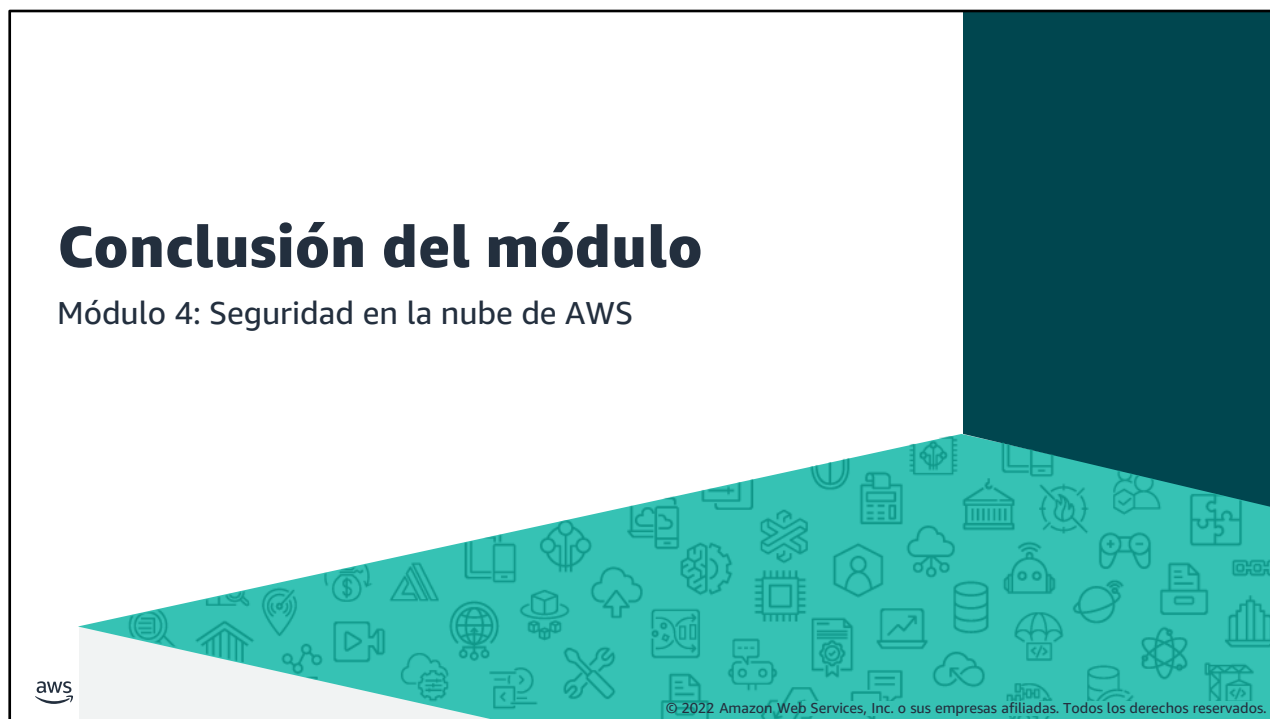 Conclusión del módulo
Módulo 4: Seguridad en la nube de AWS
aws
© 2022 Amazon Web Services, Inc. o sus empresas afiliadas. Todos los derechos reservados.